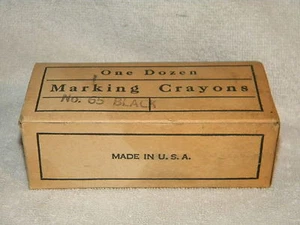 One Dozen
Marking Crayons
No. 65 BLACK
MADE IN U. S. A.